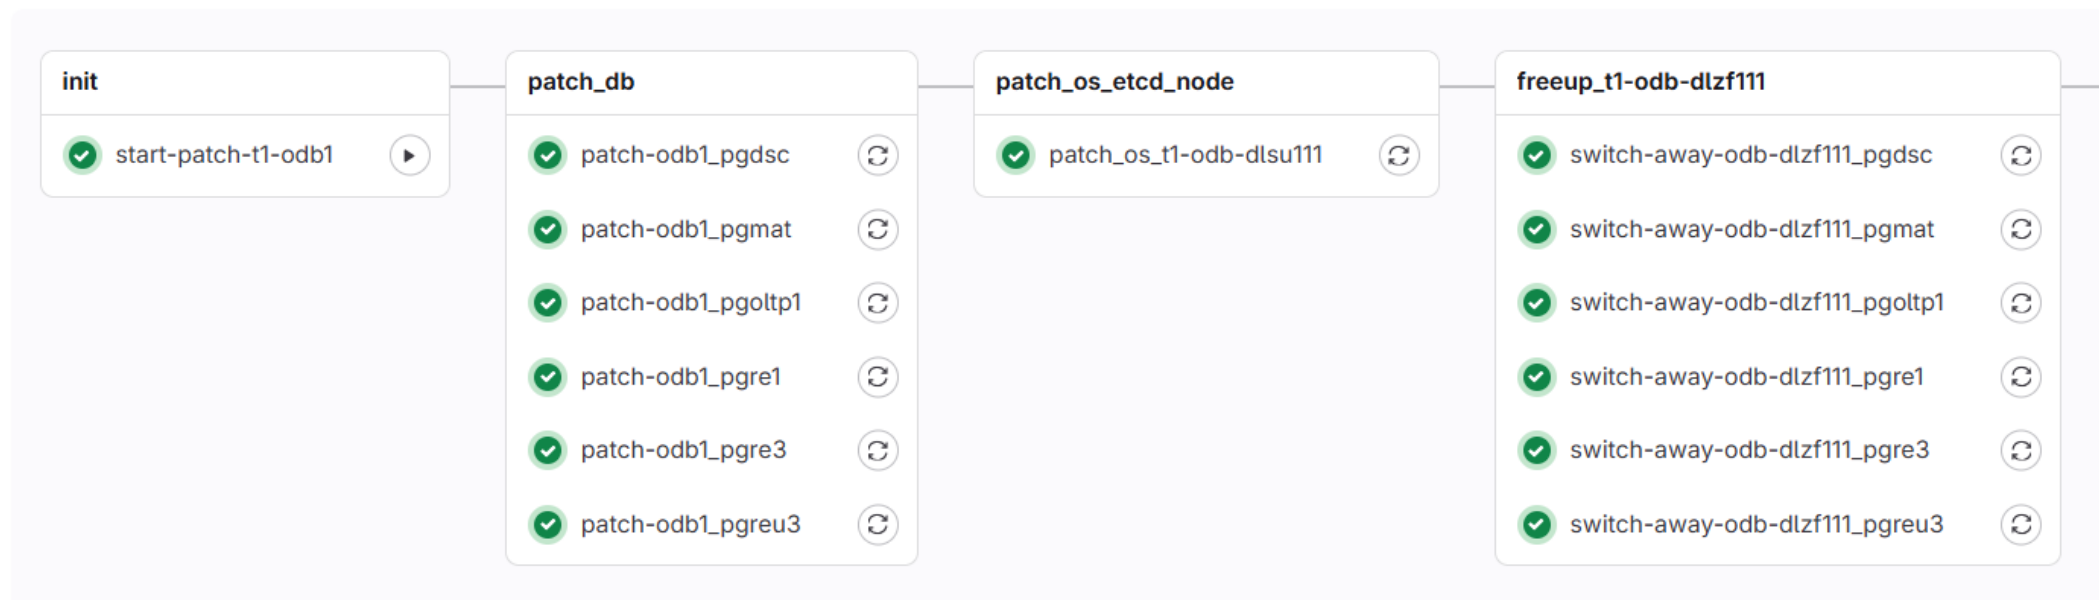 init
start-patch-t1-odb1
patch_db
patch-odb1_pgdsc
patch-odb1_pgmat
patch-odb1_pgoltp1
patch-odb1_pgre1
patch-odb1_pgre3
patch-odb1_pgreu3
patch_os_etcd_node
patch_os_t1-odb-dlsu111
freeup_t1-odb-dlzf111
switch-away-odb-dlzf111_pgdsc
switch-away-odb-dlzf111_pgmat
switch-away-odb-dlzf111_pgoltp1
switch-away-odb-dlzf111_pgre1
switch-away-odb-dlzf111_pgre3
switch-away-odb-dlzf111_pgreu3